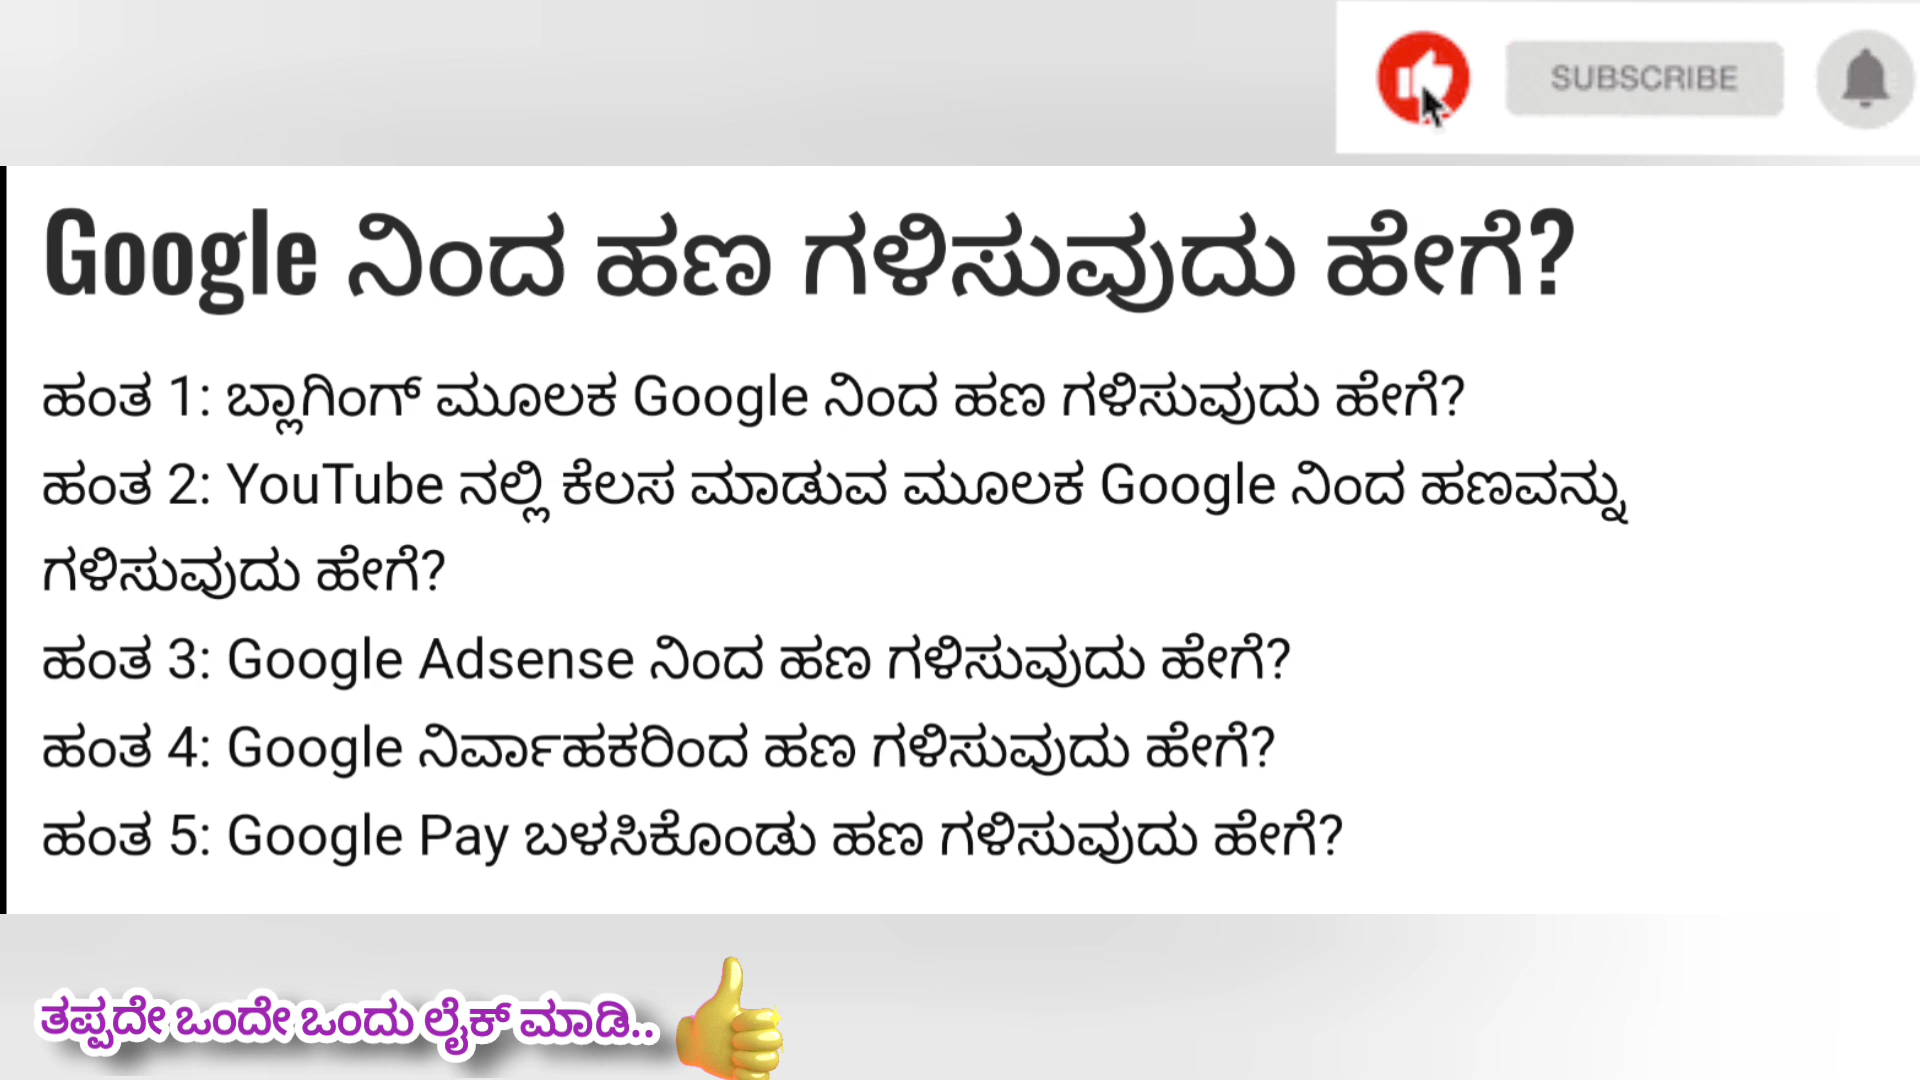 SUBSCRIBE
Google ನಿಂದ ಹಣ ಗಳಿಸುವುದು ಹೇಗೆ?
ಹಂತ 1: ಬ್ಲಾಗಿಂಗ್ ಮೂಲಕ Google ನಿಂದ ಹಣ ಗಳಿಸುವುದು ಹೇಗೆ?
ಹಂತ 2: YouTube ನಲ್ಲಿ ಕೆಲಸ ಮಾಡುವ ಮೂಲಕ Google ನಿಂದ ಹಣವನ್ನು
ಗಳಿಸುವುದು ಹೇಗೆ?
ಹಂತ 3: Google Adsense ನಿಂದ ಹಣ ಗಳಿಸುವುದು ಹೇಗೆ?
ಹಂತ 4: Google ನಿರ್ವಾಹಕರಿಂದ ಹಣ ಗಳಿಸುವುದು ಹೇಗೆ?
ಹಂತ 5: Google Pay ಬಳಸಿಕೊಂಡು ಹಣ ಗಳಿಸುವುದು ಹೇಗೆ?
ತಪ್ಪದೇ ಒಂದೇ ಒಂದು ಲೈಕ್ ಮಾಡಿ..